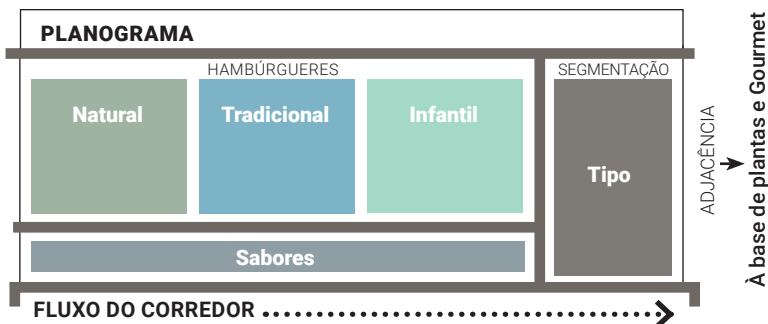 PLANOGRAMA
HAMBÚRGUERES
SEGMENTAÇÃO
Natural
Tradicional
Infantil
Tipo
Sabores
FLUXO DO CORREDOR
ADJACÊNCIA
À base de plantas e Gourmet